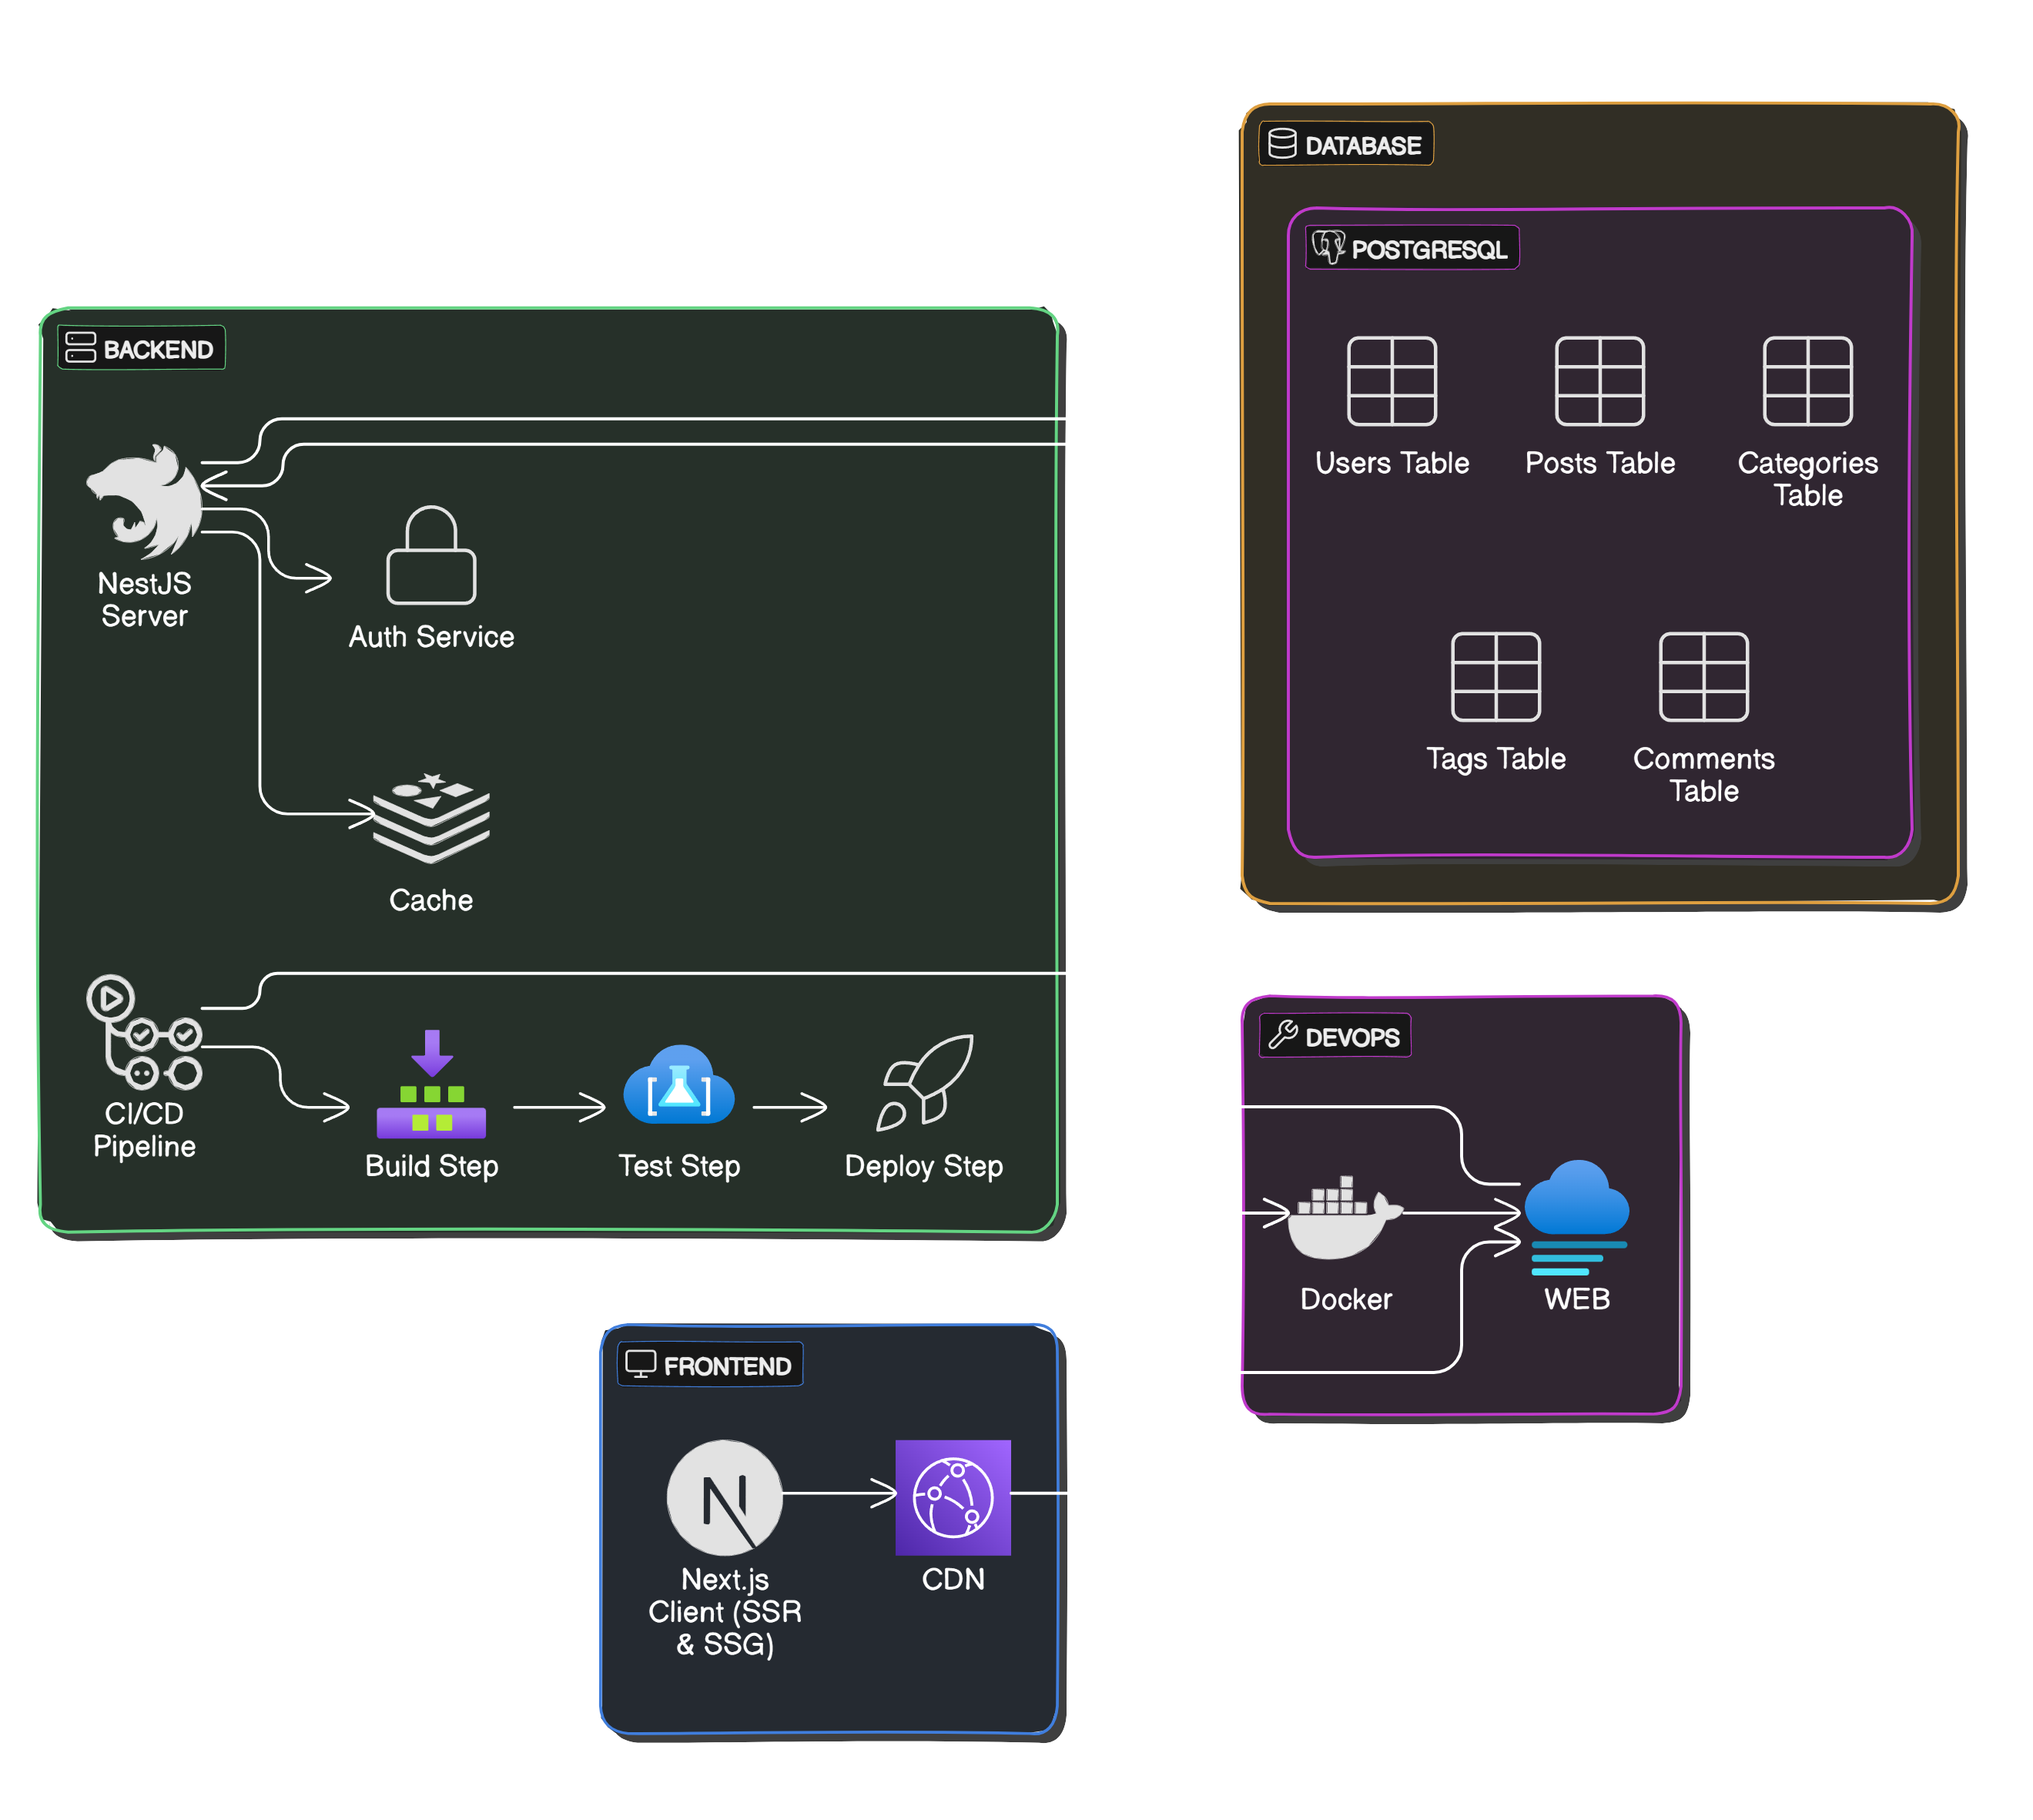 DATABASE
POSTGRESQL
Users Table
Posts Table
Categories
Table
Tags Table
Comments
Table
BACKEND
NestJS
Server
Auth Service
Cache
CI/CD
Pipeline
Build Step
Test Step
Deploy Step
DEVOPS
Docker
WEB
FRONTEND
Next.js
Client (SSR
& SSG)
CDN